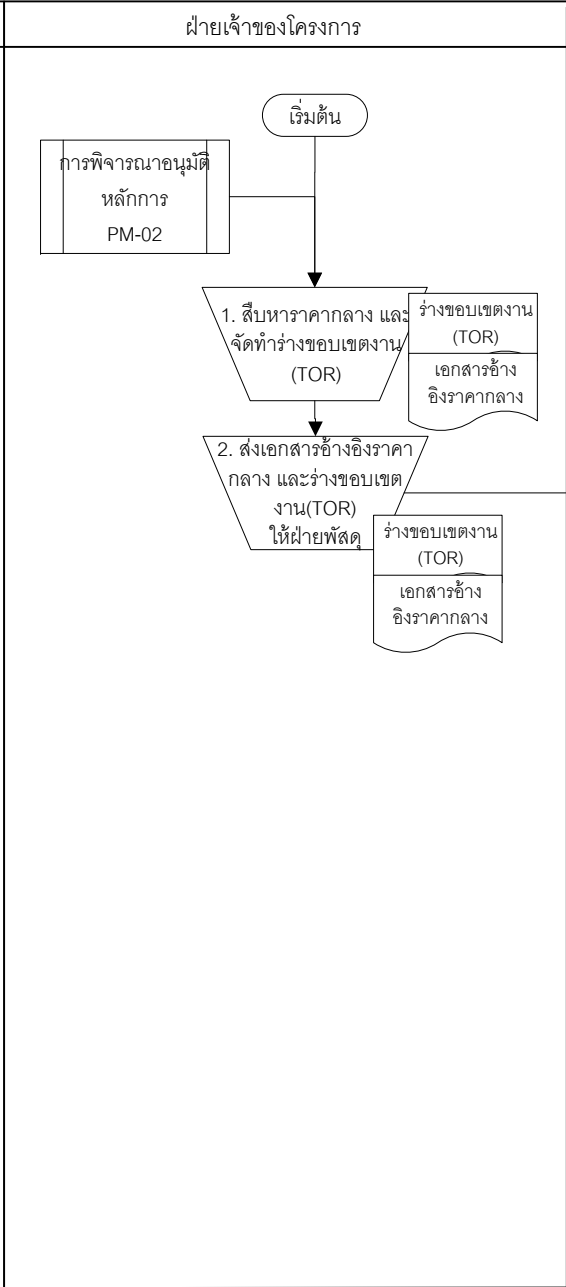 ฝ่ายเจ้าของโครงการ
เริ่มต้น
การพิจารณาอนุมัติ
หลักการ
PM-02
1. สืบหาราคากลาง และ
จัดทำร่างขอบเขตงาน
(TOR)
ร่างขอบเขตงาน
(TOR)
เอกสารอ้าง
อิงราคากลาง
2. ส่งเอกสารอ้างอิงราคา
กลาง และร่างขอบเขต
งาน(TOR)
ให้ฝ่ายพัสดุ
ร่างขอบเขตงาน
(TOR)
เอกสารอ้าง
อิงราคากลาง